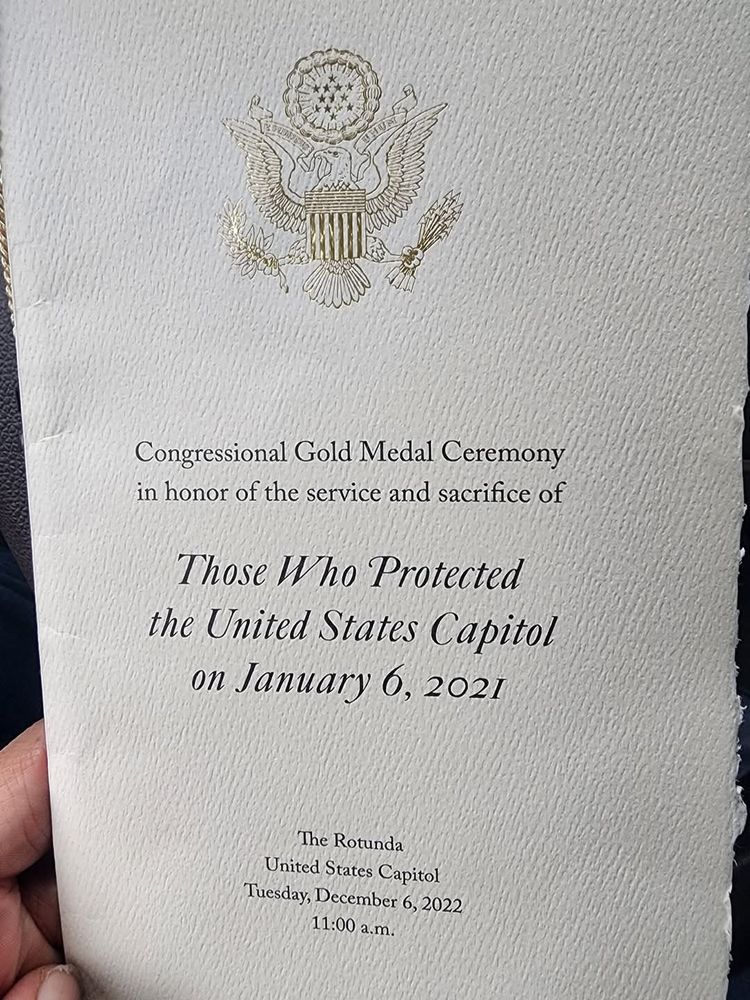 Congressional Gold Medal Ceremony
in honor of the service and sacrifice of
Those Who Protected
the United States Capitol
on January 6, 2021
The Rotunda
United States Capitol
Tuesday, December 6, 2022
11:00 a.m.